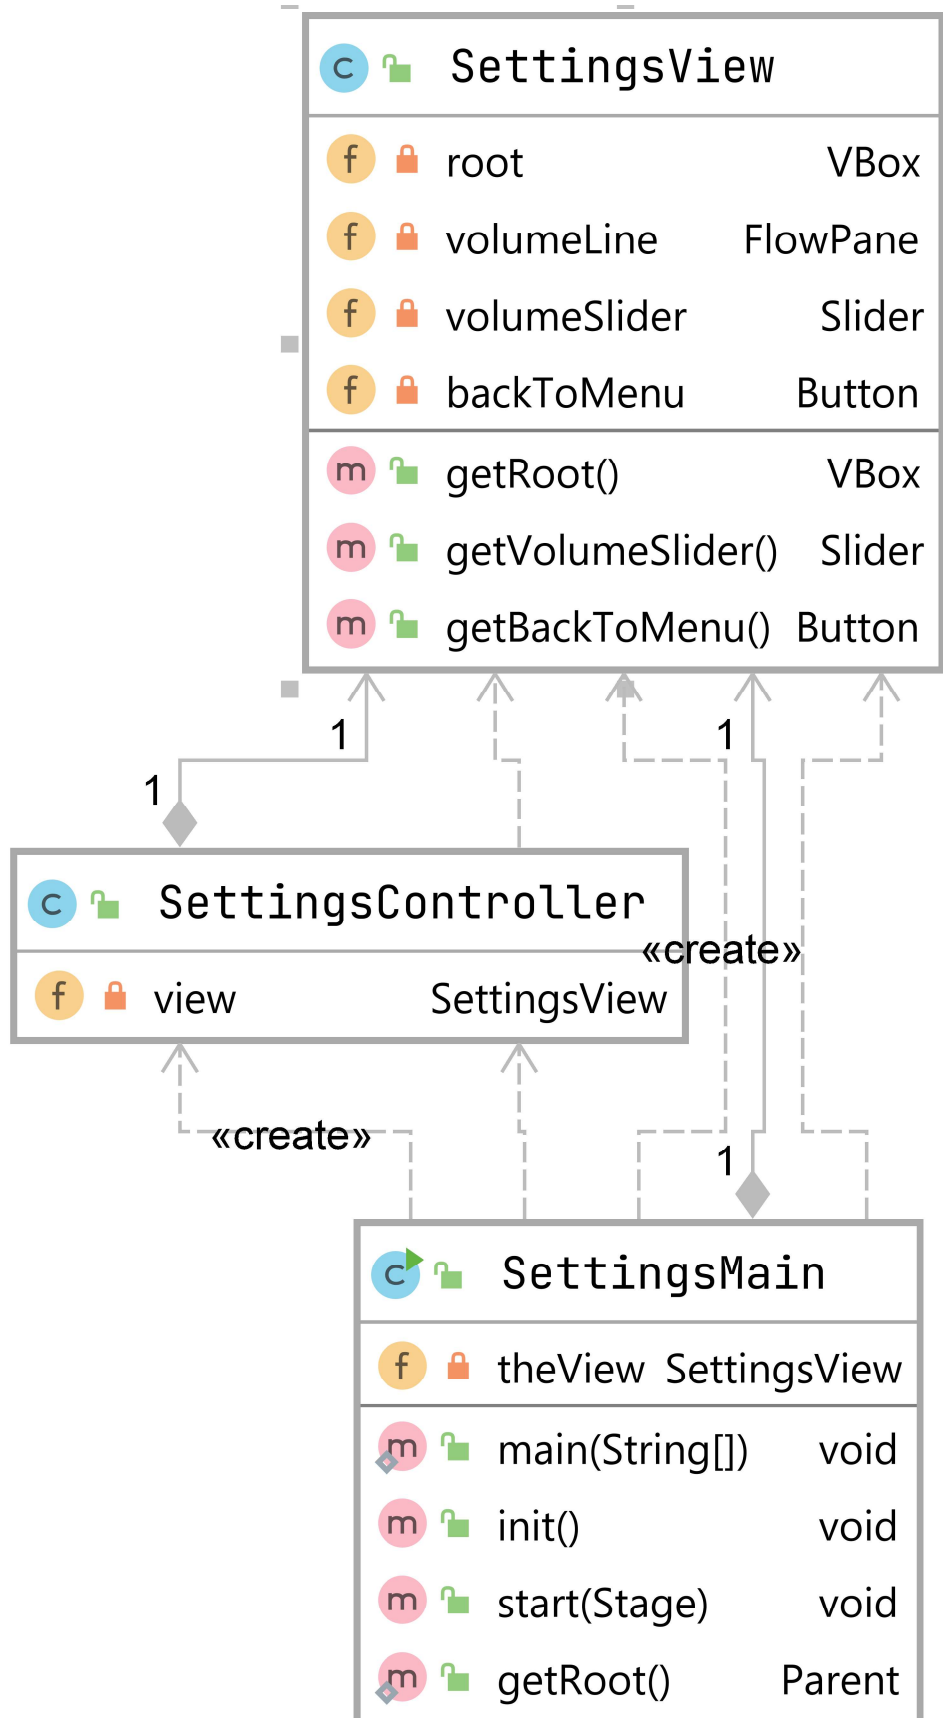 SettingsView
f root VBox
f volumeLine FlowPane
f volumeSlider Slider
f backToMenu Button
m getRoot() VBox
m getVolumeSlider() Slider
m getBackToMenu() Button
1 1
1
C SettingsController
«create»
f view SettingsView
«create»
1
C SettingsMain
f theView SettingsView
m main(String[]) void
m init() void
m start(Stage) void
m getRoot() Parent